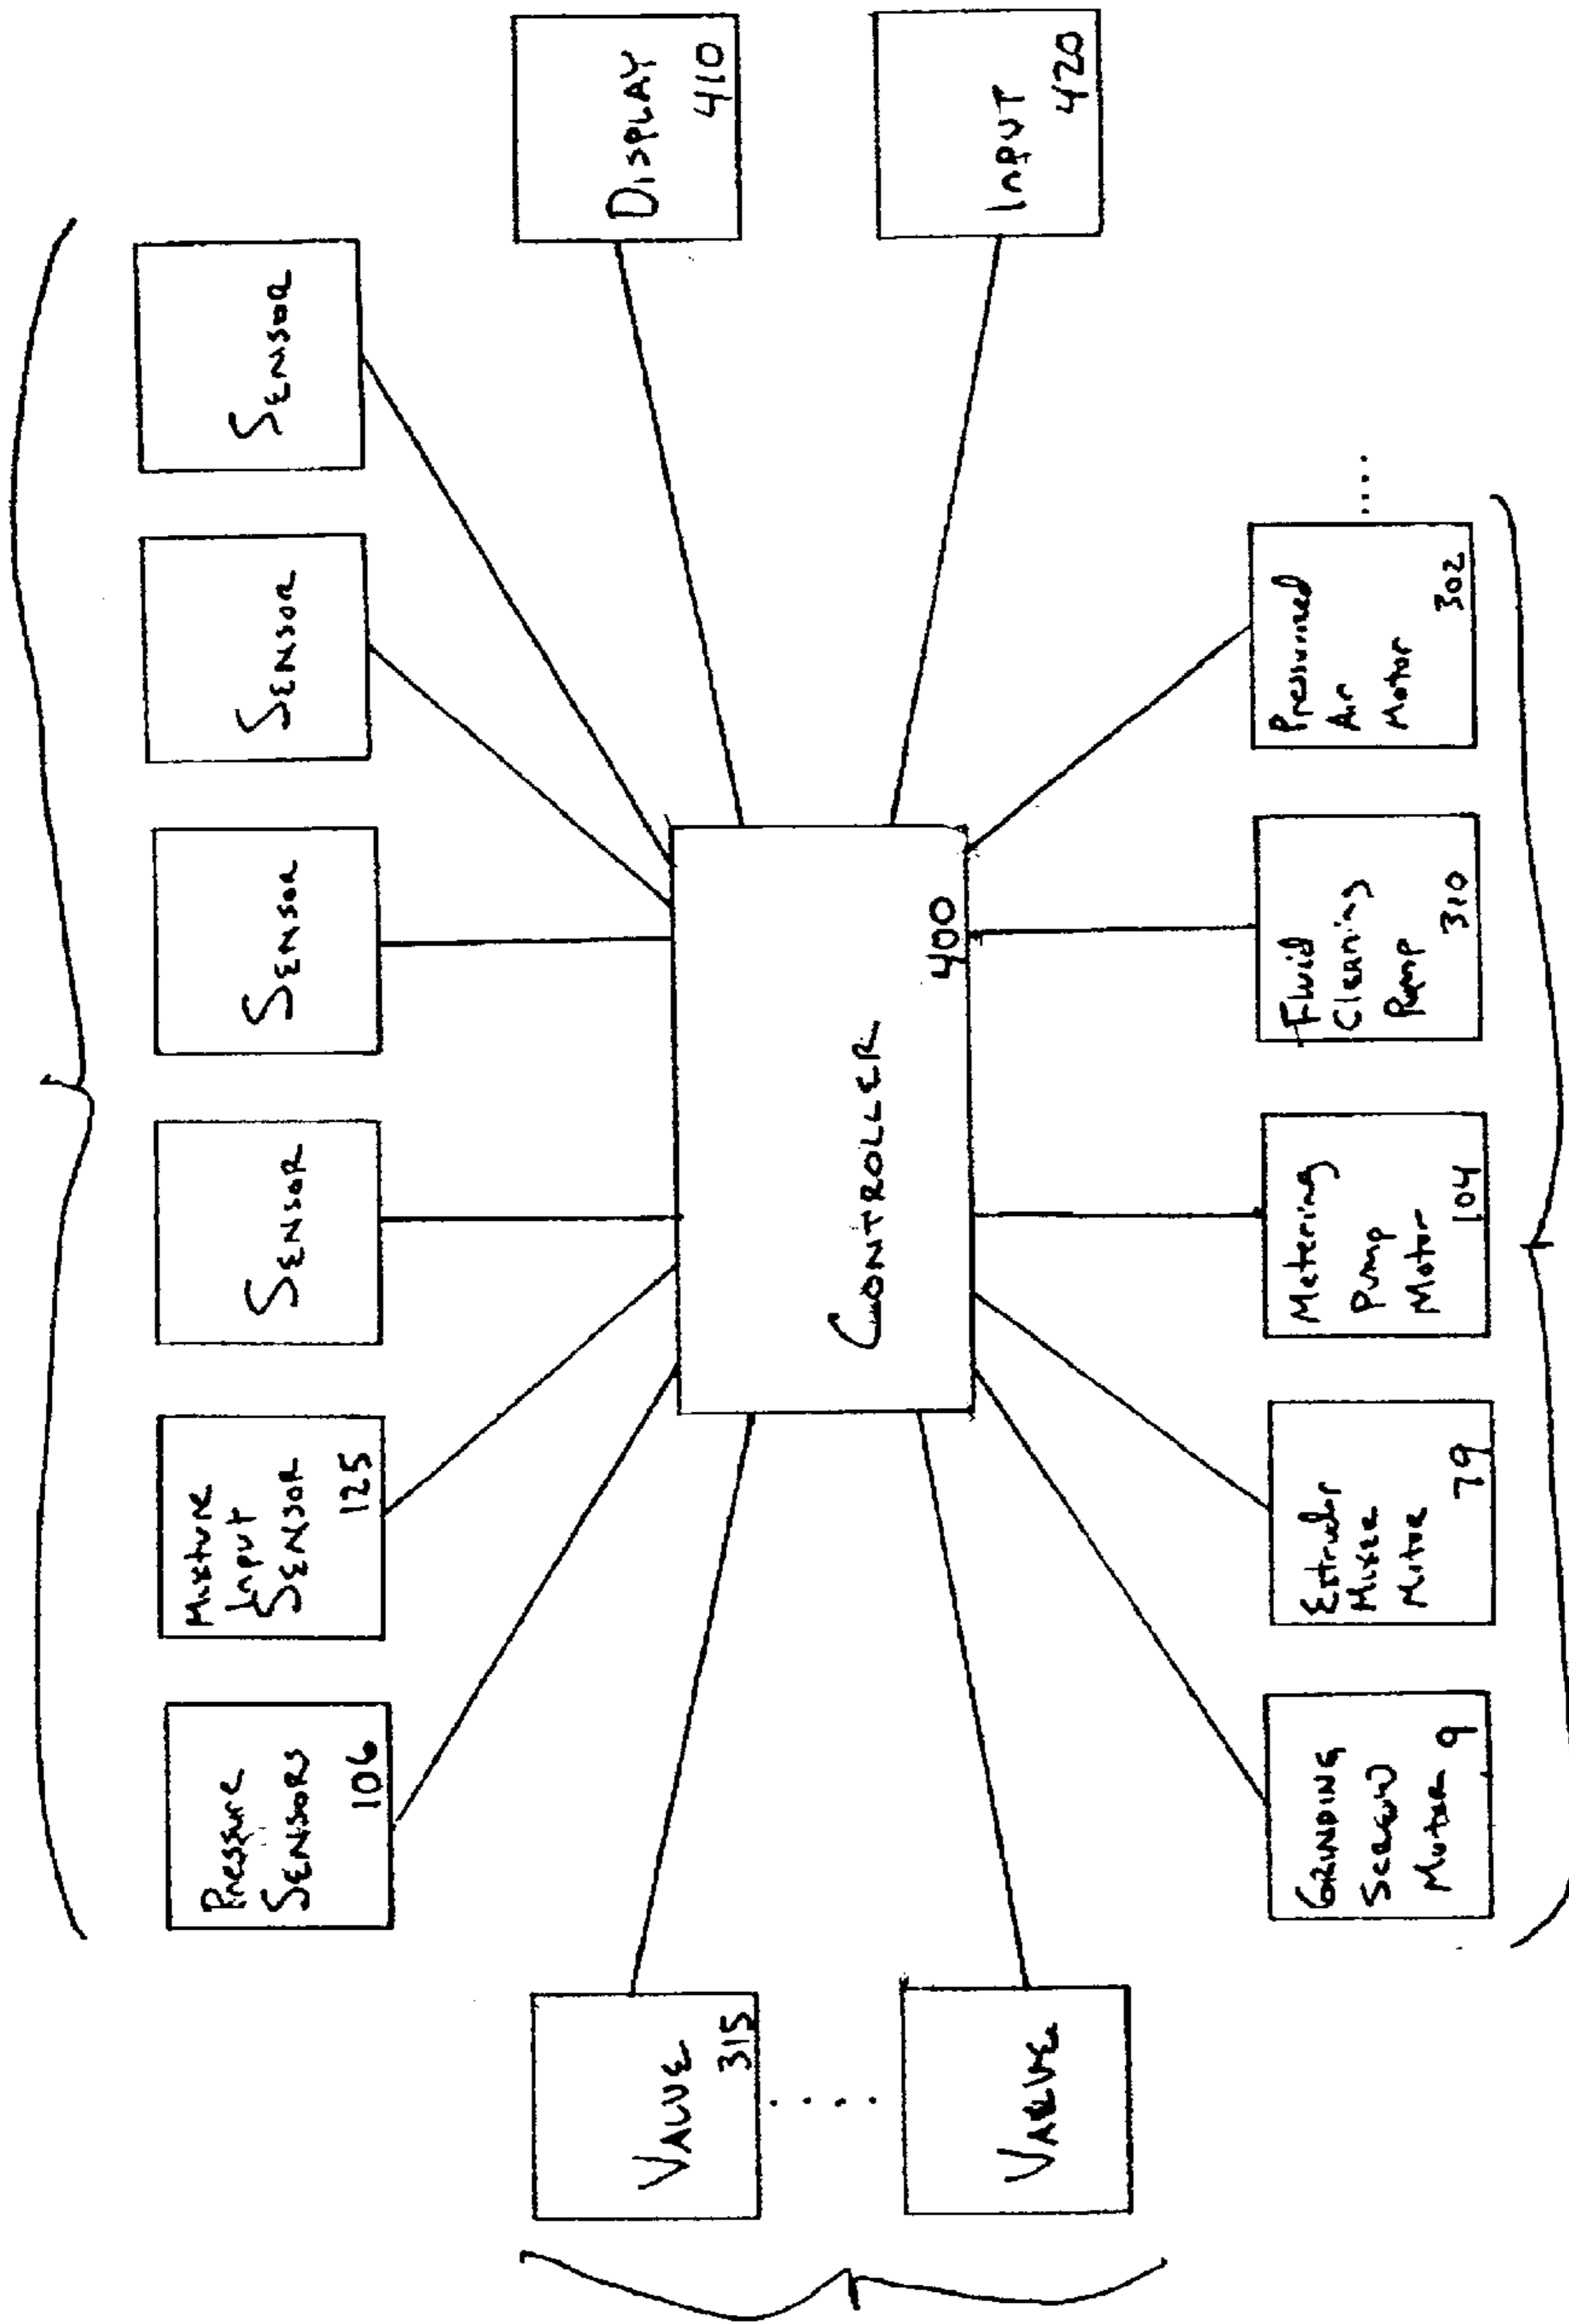 Pressure
SENSORS
106
Mixture
Input
SENSOR
125
SENSOR
SENSOR
SENSOR
SENSOR
VALVE
315
....
VALVE
CONTROLLER
400
DISPLAY
410
INPUT
420
GRINDING
SCREW
Motor 9
Extruder
Mixer
Motor
79
Metering
Pump
Motor
104
Fluid
Cleaning
Pump
310
Pressurized
Air
Motor
302
....